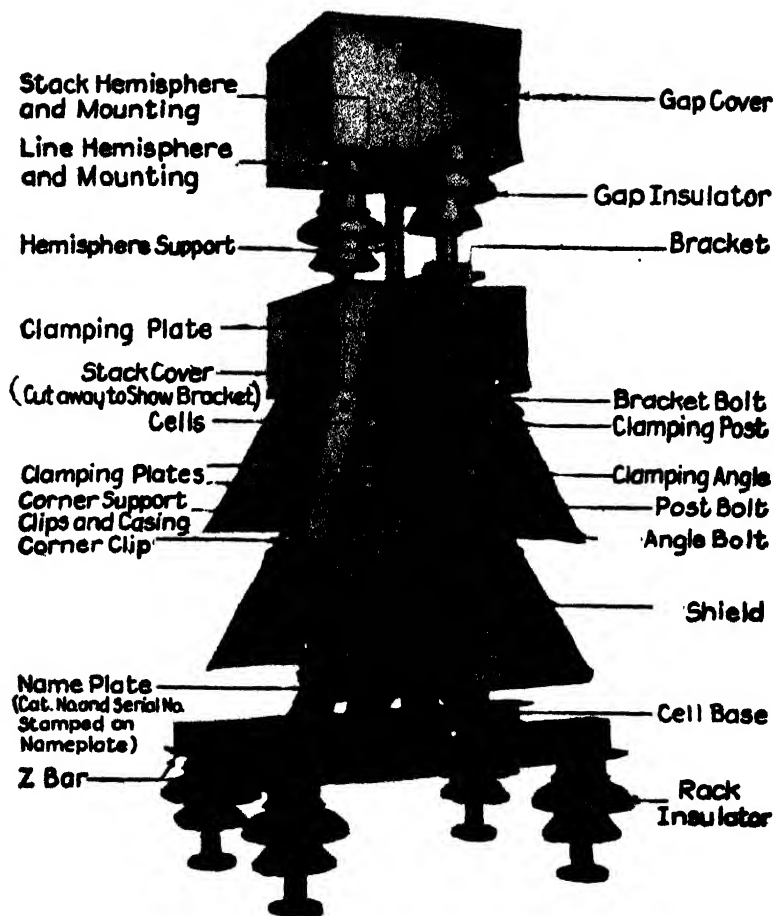 Stack Hemisphere
and Mounting
Line Hemisphere
and Mounting
Hemisphere Support
Clamping Plate
Stack Cover
(Cut away to Show Bracket)
Cells
Clamping Plates
Corner Support
Clips and Casing
Corner Clip
Name Plate
(Cat. No. and Serial No.
Stamped on
Nameplate)
Z Bar
Gap Cover
Gap Insulator
Bracket
Bracket Bolt
Clamping Post
Clamping Angle
Post Bolt
Angle Bolt
Shield
Cell Base
Rack
Insulator